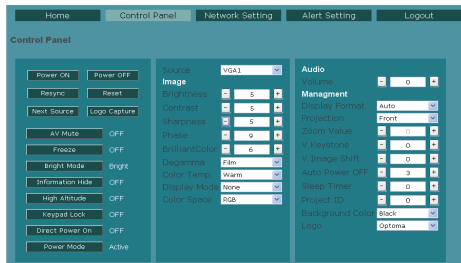 Home
Control Panel
Network Setting
Alert Setting
Logout
Control Panel
Power ON
Power OFF
Resync
Reset
Next Source
Logo Capture
AV Mute OFF
Freeze OFF
Bright Mode Bright
Information Hide OFF
High Altitude OFF
Keypad Lock OFF
Direct Power On OFF
Power Mode Active
Source VGA1
Image
Brightness - 5 +
Contrast - 5 +
Sharpness - 5 +
Phase - 9 +
BrilliantColor - 6 +
Degamma Film
Color Temp. Warm
Display Mode None
Color Space RGB
Audio
Volume - 0 +
Managment
Display Format Auto
Projection Front
Zoom Value - 0 +
V.Keystone - 0 +
V.Image Shift - 0 +
Auto Power OFF - 3 +
Sleep Timer - 0 +
Project ID - 0 +
Background Color Black
Logo Optoma